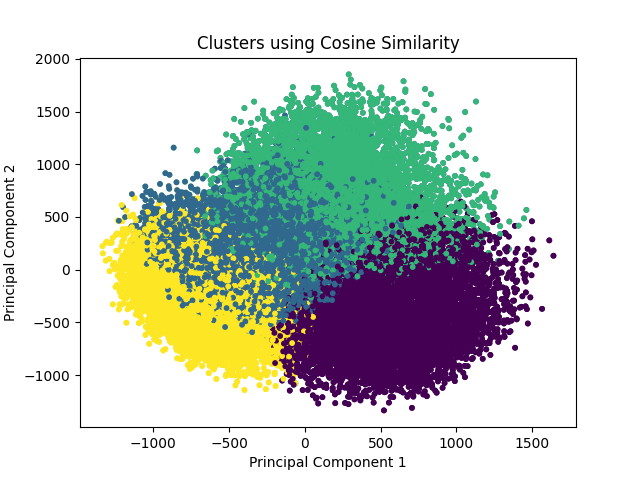 Clusters using Cosine Similarity
2000
1500
1000
500
0
−500
−1000
Principal Component 2
−1000 −500 0 500 1000 1500
Principal Component 1